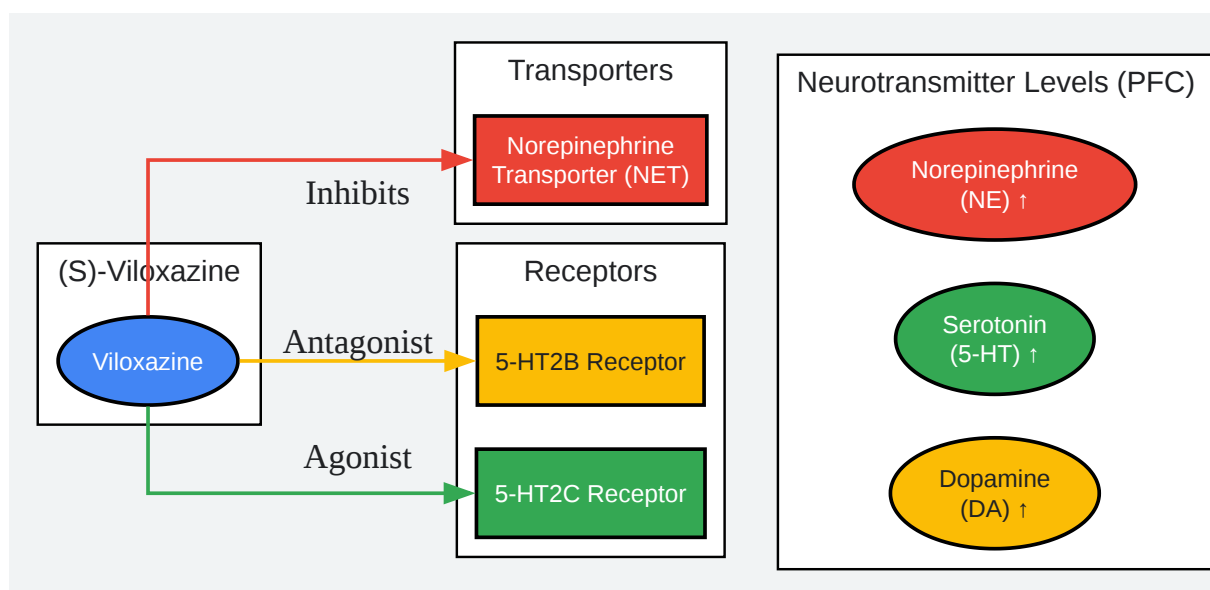 Transporters
Norepinephrine
Transporter (NET)
Inhibits
(S)-Viloxazine
Viloxazine
Antagonist
Agonist
Receptors
5-HT2B Receptor
5-HT2C Receptor
Neurotransmitter Levels (PFC)
Norepinephrine
(NE) ↑
Serotonin
(5-HT) ↑
Dopamine
(DA) ↑